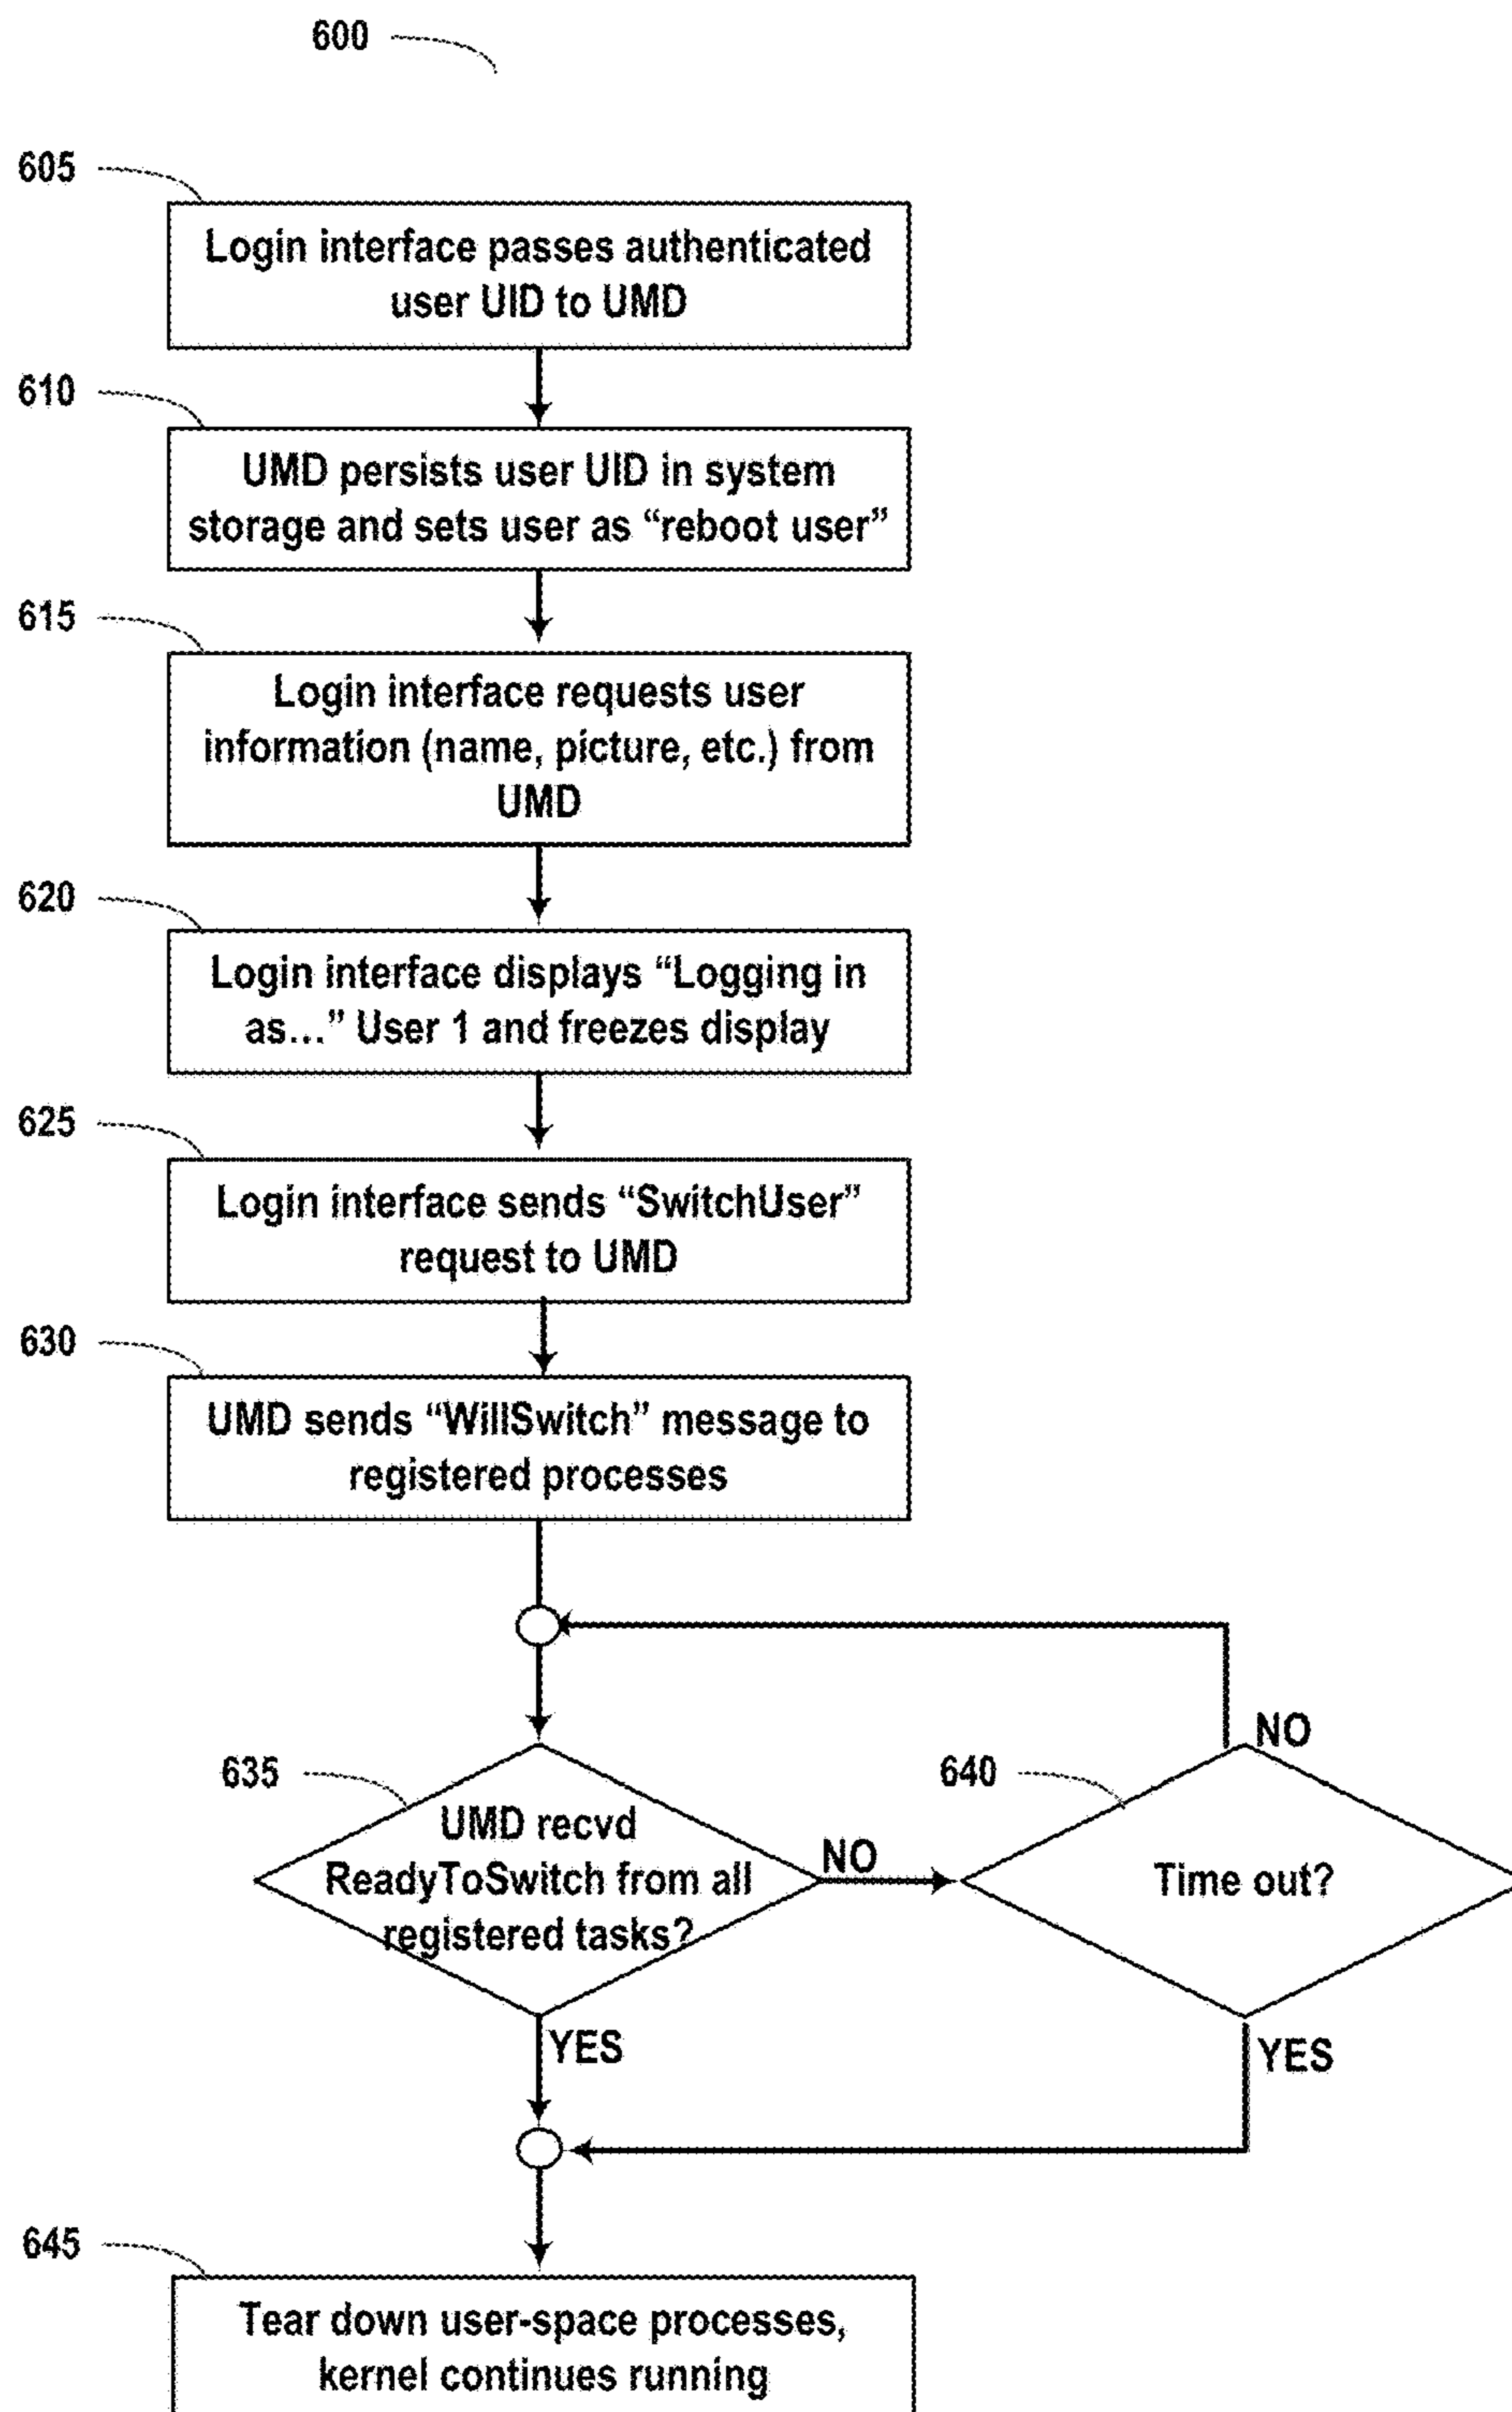 600
605
Login interface passes authenticated
user UID to UMD
610
UMD persists user UID in system
storage and sets user as “reboot user”
615
Login interface requests user
information (name, picture, etc.) from
UMD
620
Login interface displays “Logging in
as…” User 1 and freezes display
625
Login interface sends “SwitchUser”
request to UMD
630
UMD sends “WillSwitch” message to
registered processes
635
UMD recvd
ReadyToSwitch from all
registered tasks?
NO
640
Time out?
NO
YES
YES
645
Tear down user-space processes,
kernel continues running